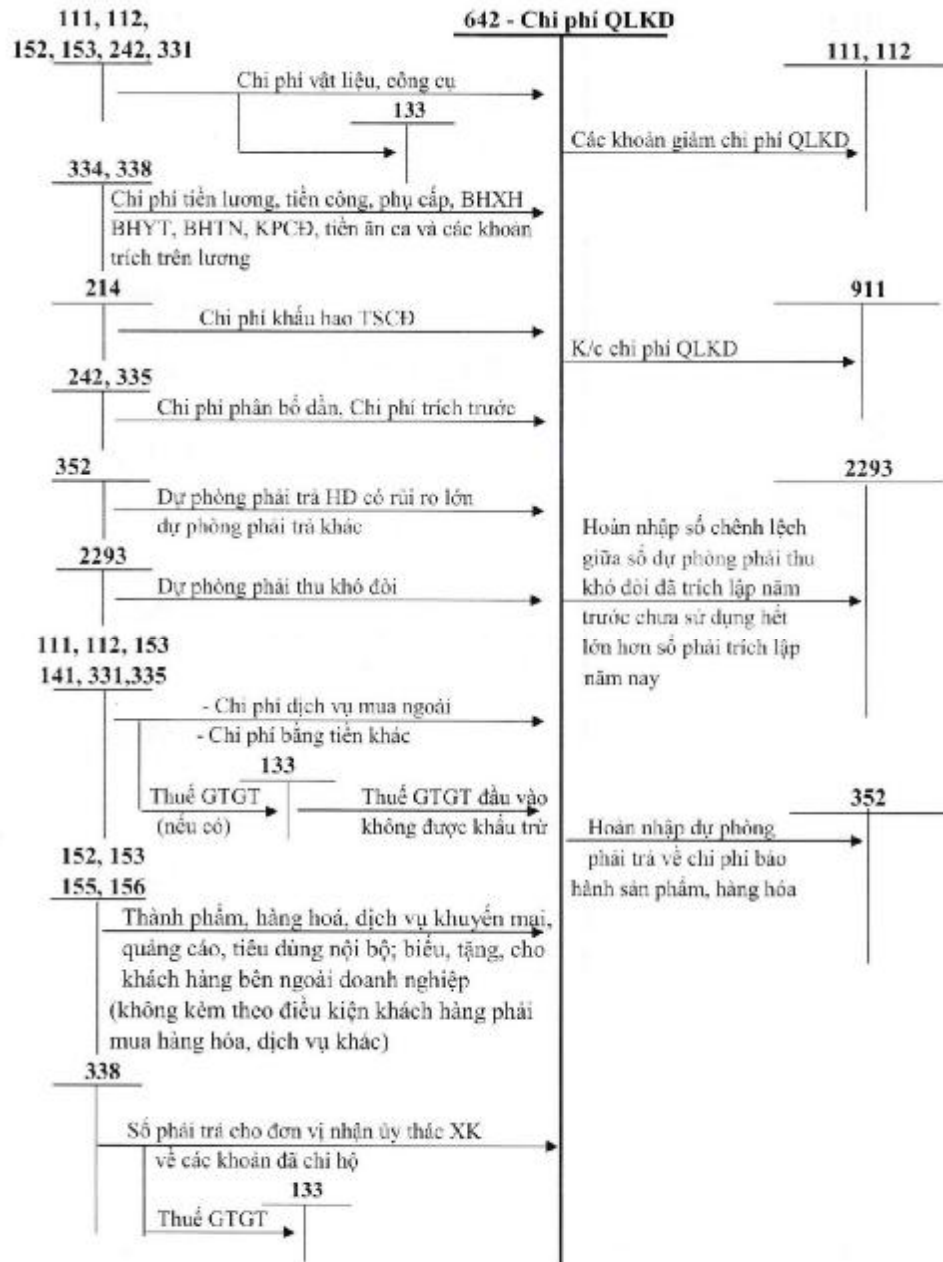 642 - Chi phí QLKD
111, 112,
152, 153, 242, 331
Chi phí vật liệu, công cụ
133
334, 338
Chi phí tiền lương, tiền công, phụ cấp, BHXH
BHYT, BHTN, KPCĐ, tiền ăn ca và các khoản
trích trên lương
214
Chi phí khấu hao TSCĐ
242, 335
Chi phí phân bổ dần, Chi phí trích trước
352
Dự phòng phải trả HĐ có rủi ro lớn
dự phòng phải trả khác
2293
Dự phòng phải thu khó đòi
111, 112, 153
141, 331,335
- Chi phí dịch vụ mua ngoài
- Chi phí bằng tiền khác
133
Thuế GTGT
(nếu có)
Thuế GTGT đầu vào
không được khấu trừ
152, 153
155, 156
Thành phẩm, hàng hoá, dịch vụ khuyến mại,
quảng cáo, tiêu dùng nội bộ; biếu, tặng, cho
khách hàng bên ngoài doanh nghiệp
(không kèm theo điều kiện khách hàng phải
mua hàng hóa, dịch vụ khác)
338
Số phải trả cho đơn vị nhận ủy thác XK
về các khoản đã chi hộ
133
Thuế GTGT
111, 112
Các khoản giảm chi phí QLKD
911
K/c chi phí QLKD
2293
Hoàn nhập số chênh lệch
giữa số dự phòng phải thu
khó đòi đã trích lập năm
trước chưa sử dụng hết
lớn hơn số phải trích lập
năm nay
352
Hoàn nhập dự phòng
phải trả về chi phí bảo
hành sản phẩm, hàng hóa